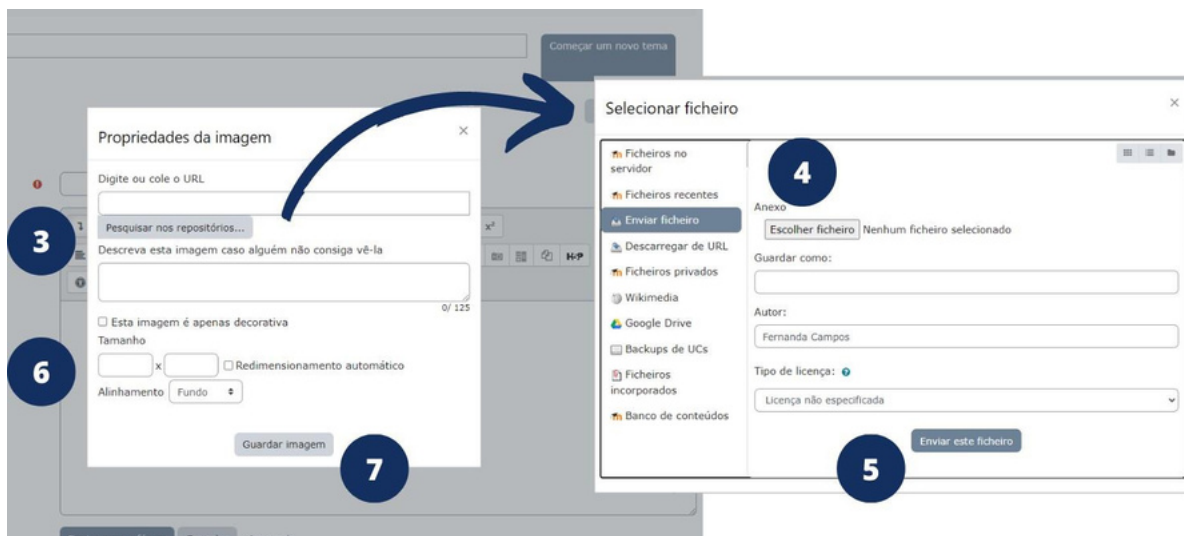 Começar um novo tema
Propriedades da imagem
×
Digite ou cole o URL
3
Pesquisar nos repositórios...
x²
Descreva esta imagem caso alguém não consiga vê-la
H-P
0/ 125
Esta imagem é apenas decorativa
Tamanho
6
x
Redimensionamento automático
Alinhamento
Fundo
Guardar imagem
7
Selecionar ficheiro
×
Ficheiros no
servidor
Ficheiros recentes
Enviar ficheiro
Descarregar de URL
Ficheiros privados
Wikimedia
Google Drive
Backups de UCs
Ficheiros
incorporados
Banco de conteúdos
4
Anexo
Escolher ficheiro Nenhum ficheiro selecionado
Guardar como:
Autor:
Fernanda Campos
Tipo de licença:
Licença não especificada
Enviar este ficheiro
5